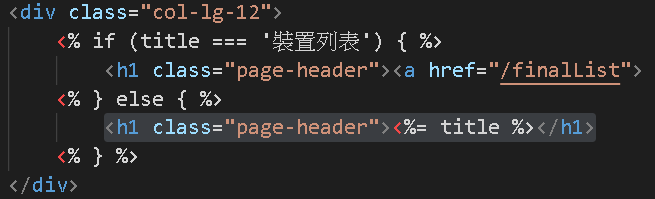 <div class="col-lg-12">
<% if (title === '裝置列表') { %>
<h1 class="page-header"><a href="/finalList">
<% } else { %>
<h1 class="page-header"><%= title %></h1>
<% } %>
</div>